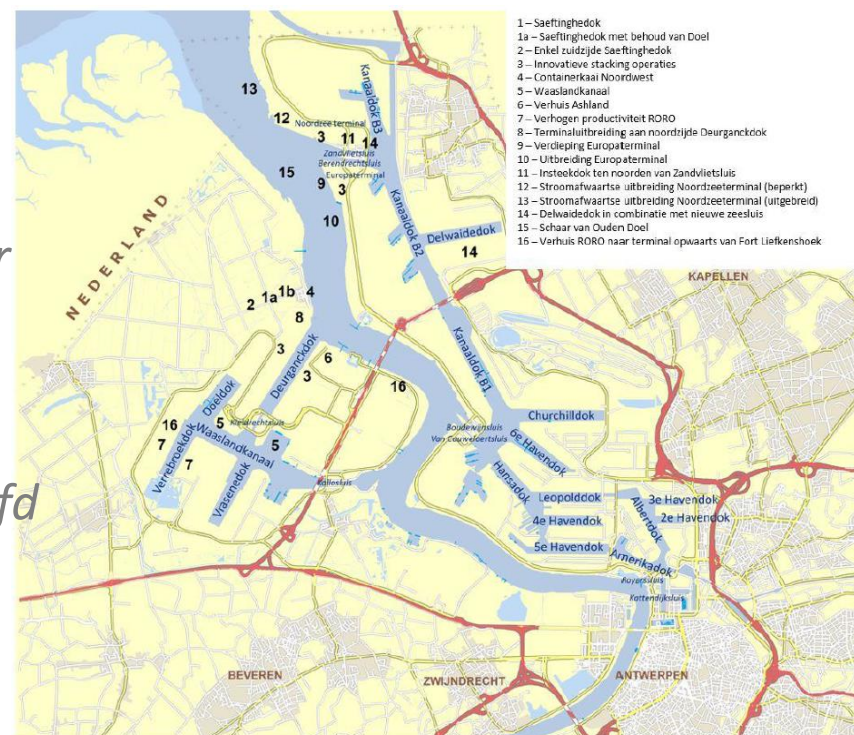 1 – Saeftinghedok
1a – Saeftinghedok met behoud van Doel
2 – Enkel zuidzijde Saeftinghedok
3 – Innovatieve stacking operaties
4 – Containerkaai Noordwest
5 – Waaslandkanaal
6 – Verhuis Ashland
7 – Verhogen productiviteit RORO
8 – Terminaluitbreiding aan noordzijde Deurganckdok
9 – Verdieping Europaterminal
10 – Uitbreiding Europaterminal
11 – Insteekdok ten noorden van Zandvlietsluis
12 – Stroomafwaartse uitbreiding Noordzeeterminal (beperkt)
13 – Stroomafwaartse uitbreiding Noordzeeterminal (uitgebreid)
14 – Delwaidedok in combinatie met nieuwe zeesluis
15 – Schaar van Ouden Doel
16 – Verhuis RORO naar terminal opwaarts van Fort Liefkenshoek
13
12
Noordzee terminal
Kanaaldok B3
3
11
14
Zandvlietsluis
Berendrechtsluis
Europaterminal
15
9
3
10
Kanaaldok B2
Delwaidedok
14
NEDERLAND
KAPELLEN
2
1a
1b
4
8
3
Deurganckdok
6
3
16
Kanaaldok B1
Doeldok
5
Kieldrechtsluis
16
7
Verrebroekdok
7
Waaslandkanaal
5
Vrasenedok
Kallosluis
Boudewijnsluis
Van Cauwelaertsluis
Churchilldok
6e Havendok
Hansadok
Leopolddok
4e Havendok
5e Havendok
Albertdok
3e Havendok
2e Havendok
Amerikadok
Royerssluis
Kattendijksluis
BEVEREN
ZWIJNDRECHT
ANTWERPEN
r
fd